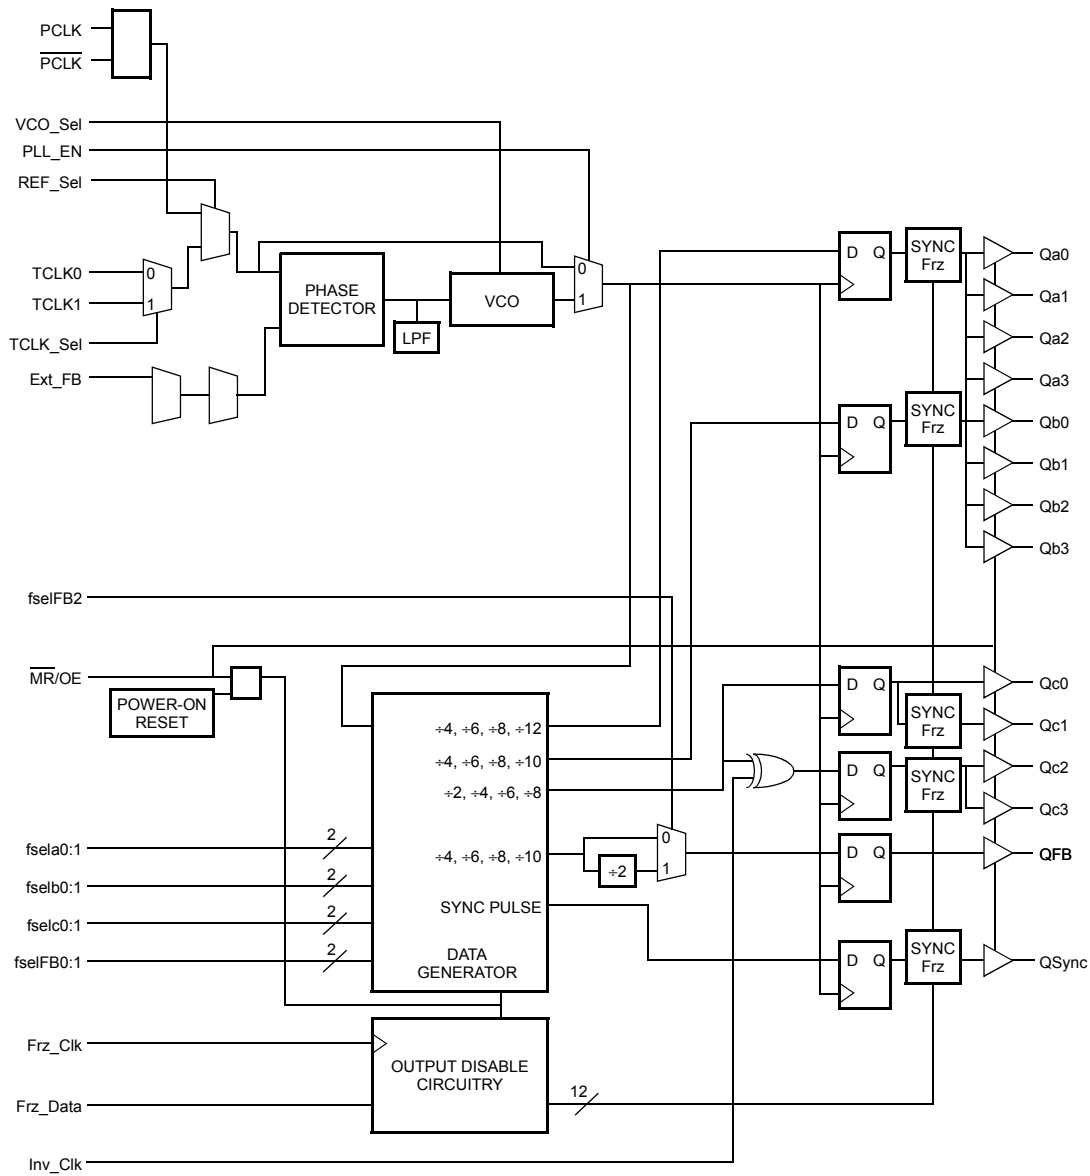 PCLK
PCLK
VCO_Sel
PLL_EN
REF_Sel
TCLK0
0
TCLK1
1
TCLK_Sel
Ext_FB
PHASE
DETECTOR
LPF
VCO
0
1
D Q
SYNC
Frz
Qa0
Qa1
Qa2
Qa3
D Q
SYNC
Frz
Qb0
Qb1
Qb2
Qb3
fselFB2
MR/OE
POWER-ON
RESET
÷4, ÷6, ÷8, ÷12
÷4, ÷6, ÷8, ÷10
÷2, ÷4, ÷6, ÷8
÷4, ÷6, ÷8, ÷10
SYNC PULSE
DATA
GENERATOR
fsela0:1
2
fselb0:1
2
fselc0:1
2
fselFB0:1
2
0
÷2
1
D Q
Qc0
SYNC
Frz
Qc1
D Q
SYNC
Frz
Qc2
Qc3
D Q
QFB
D Q
SYNC
Frz
QSync
Frz_Clk
OUTPUT DISABLE
CIRCUITRY
12
Frz_Data
Inv_Clk